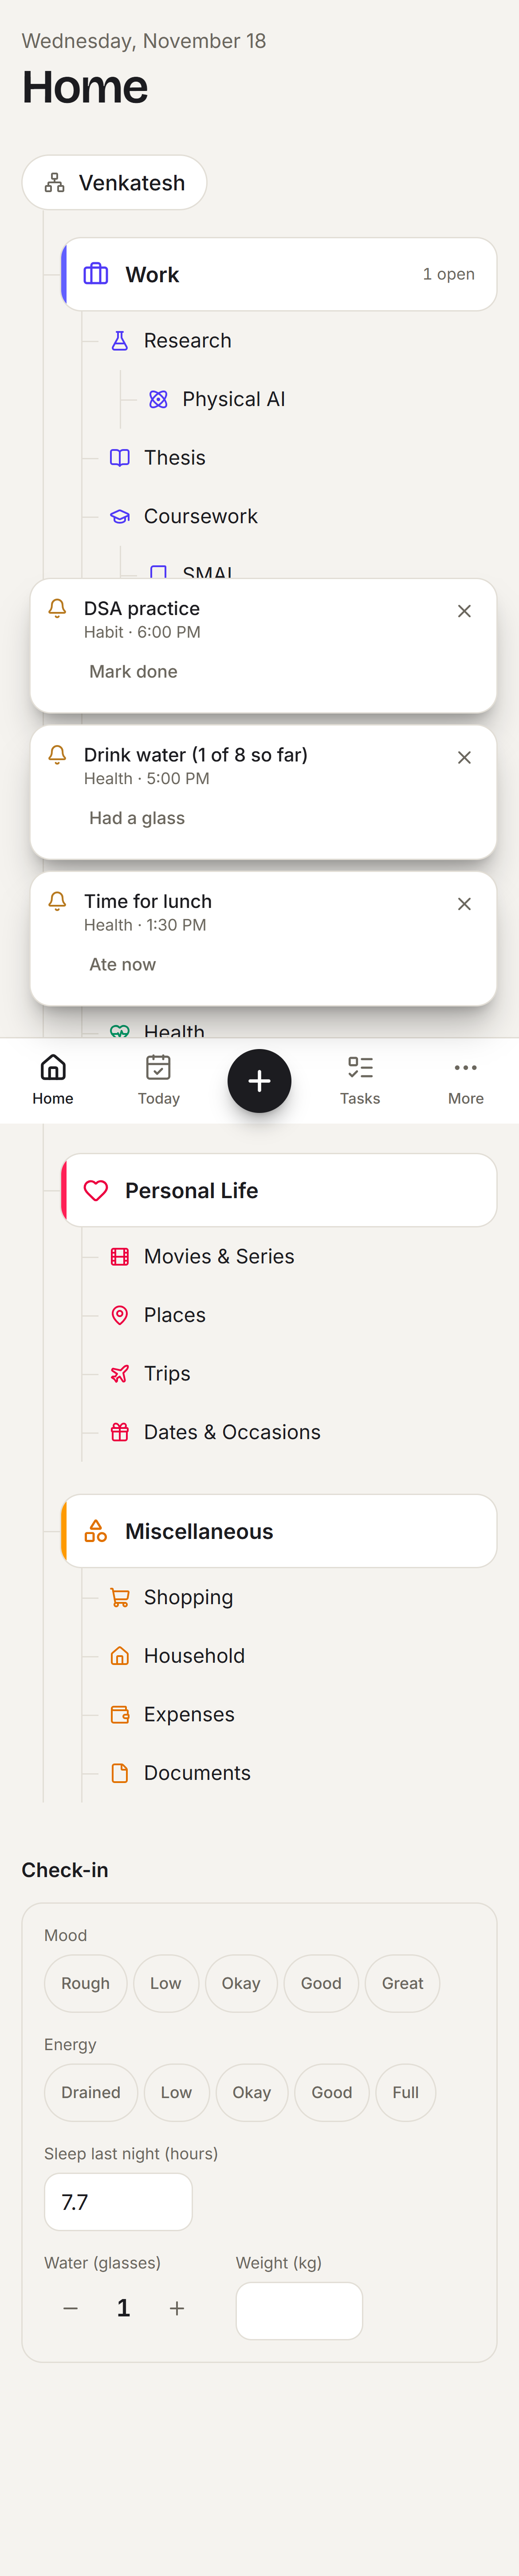 Wednesday, November 18
Home
Venkatesh
Work
1 open
Research
Physical AI
Thesis
Coursework
SMAI
DSA practice
Habit · 6:00 PM
Mark done
Drink water (1 of 8 so far)
Health · 5:00 PM
Had a glass
Time for lunch
Health · 1:30 PM
Ate now
Health
Home
Today
Tasks
More
Personal Life
Movies & Series
Places
Trips
Dates & Occasions
Miscellaneous
Shopping
Household
Expenses
Documents
Check-in
Mood
Rough Low Okay Good Great
Energy
Drained Low Okay Good Full
Sleep last night (hours)
7.7
Water (glasses) Weight (kg)
1